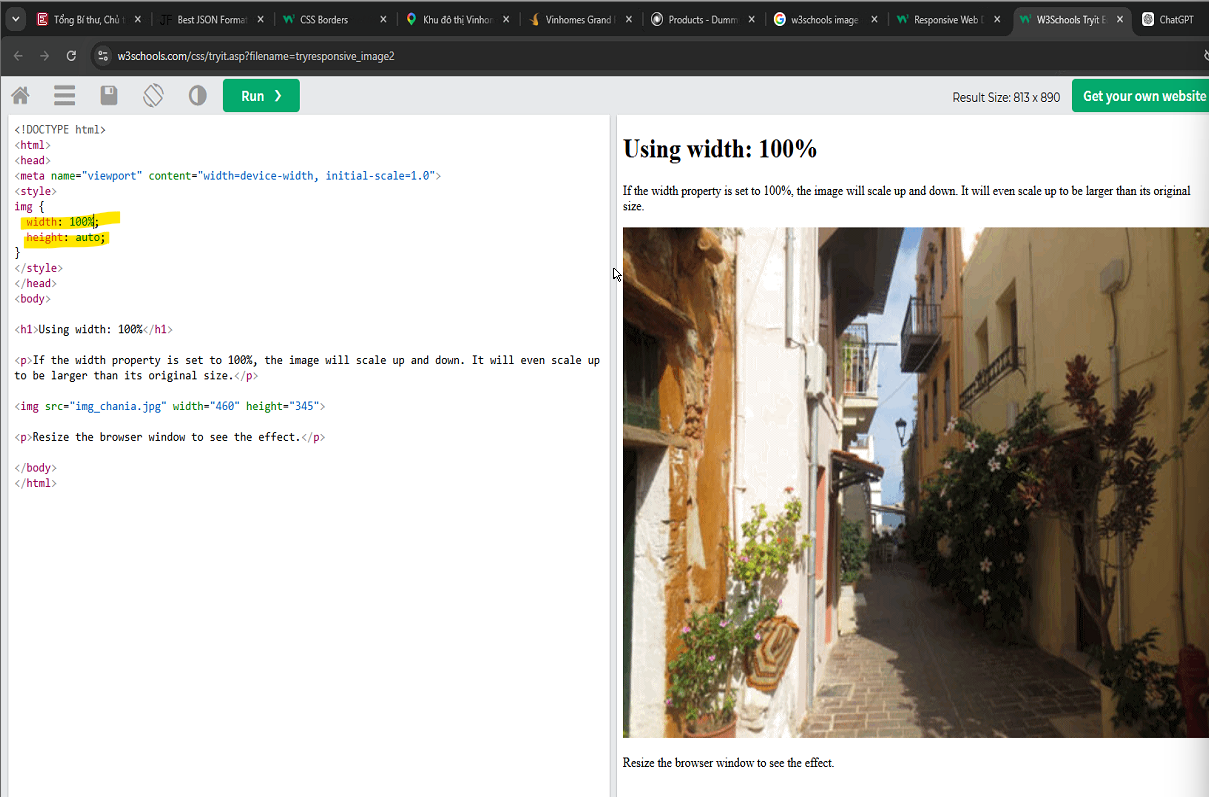 Tổng Bí thư, Chủ t
Best JSON Format
CSS Borders
Khu đô thị Vinhon
Vinhomes Grand
Products - Dumm
w3schools image
Responsive Web D
W3Schools Tryit E
ChatGPT
w3schools.com/css/tryit.asp?filename=tryresponsive_image2
Run ❯
Result Size: 813 x 890
Get your own website
<!DOCTYPE html>
<html>
<head>
<meta name="viewport" content="width=device-width, initial-scale=1.0">
<style>
img {
width: 100%;
height: auto;
}
</style>
</head>
<body>
<h1>Using width: 100%</h1>
<p>If the width property is set to 100%, the image will scale up and down. It will even scale up
to be larger than its original size.</p>
<img src="img_chania.jpg" width="460" height="345">
<p>Resize the browser window to see the effect.</p>
</body>
</html>
Using width: 100%
If the width property is set to 100%, the image will scale up and down. It will even scale up to be larger than its original
size.
Resize the browser window to see the effect.